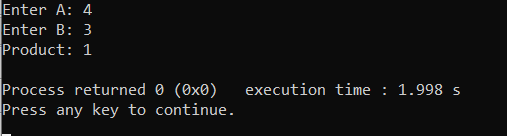 Enter A: 4
Enter B: 3
Product: 1
Process returned 0 (0x0)   execution time : 1.998 s
Press any key to continue.